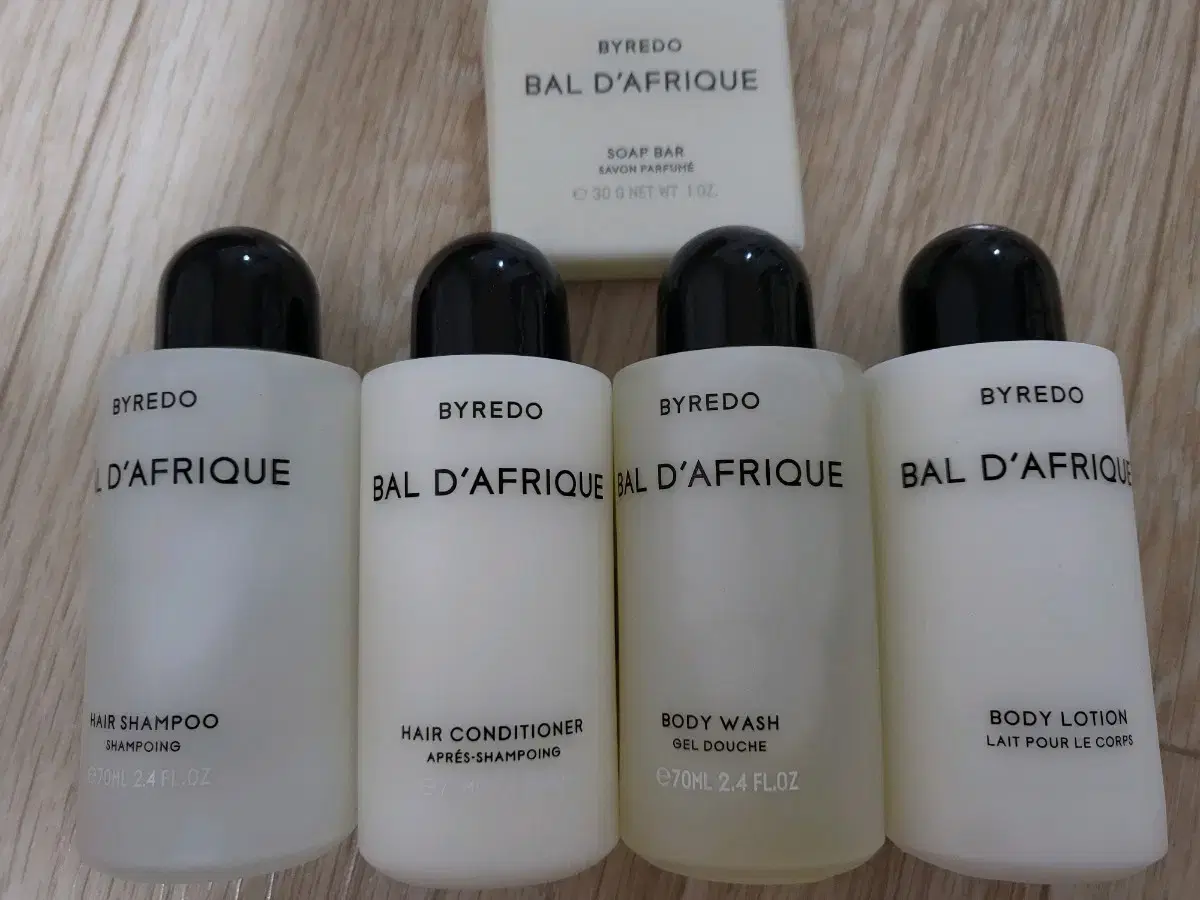 BYREDO
BAL D'AFRIQUE
SOAP BAR
SAVON PARFUMÉ
℮ 30 G NET WT 1 OZ.
BYREDO
L D'AFRIQUE
HAIR SHAMPOO
SHAMPOING
℮70ML 2.4 FL.OZ
BYREDO
BAL D'AFRIQUE
HAIR CONDITIONER
APRÉS-SHAMPOING
BYREDO
BAL D'AFRIQUE
BODY WASH
GEL DOUCHE
℮70ML 2.4 FL.OZ
BYREDO
BAL D'AFRIQUE
BODY LOTION
LAIT POUR LE CORPS